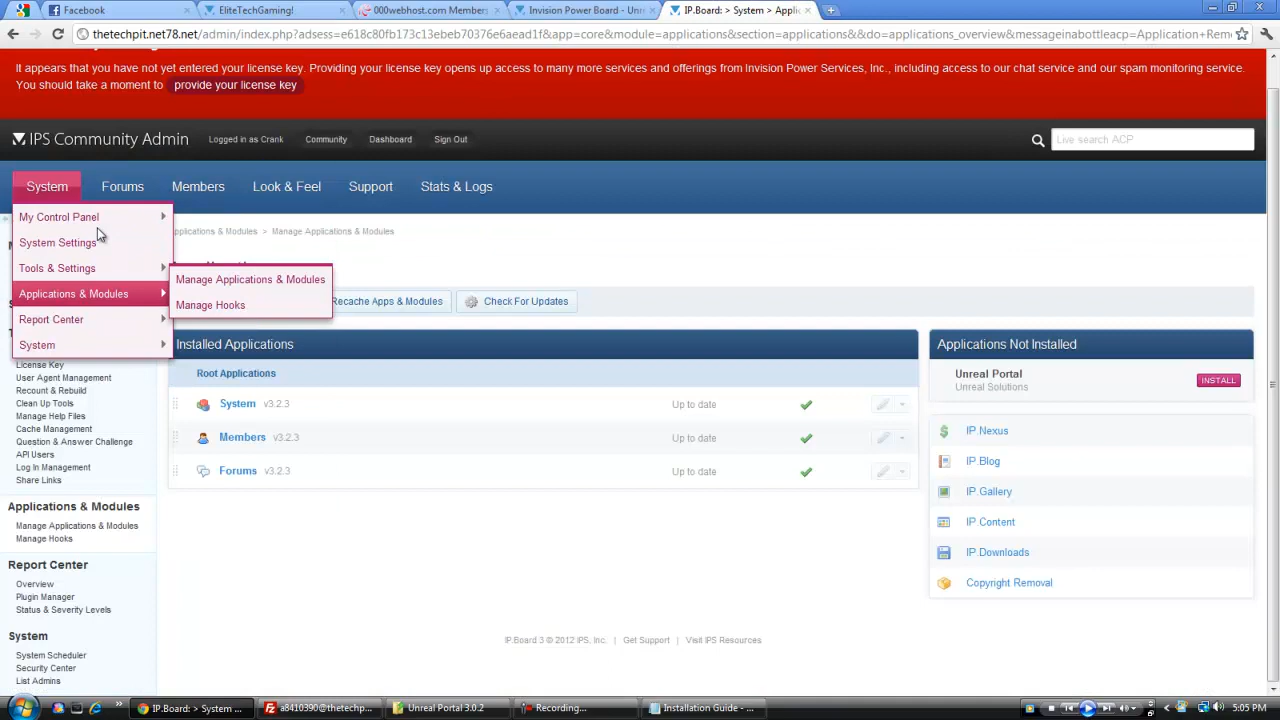 Facebook
EliteTechGaming!
000webhost.com Members
Invision Power Board - Unr
IP.Board: > System > Applic
thetechpit.net78.net/admin/index.php?adsess=e618c80fb173c13ebeb70376e6aead1f&app=core&module=applications&section=applications&&do=applications_overview&messageinabottleacp=Application+Rem
It appears that you have not yet entered your license key. Providing your license key opens up access to many more services and offerings from Invision Power Services, Inc., including access to our chat service and our spam monitoring service.
You should take a moment to provide your license key
IPS Community Admin
Logged in as Crank
Community
Dashboard
Sign Out
Live search ACP
System
Forums
Members
Look & Feel
Support
Stats & Logs
My Control Panel
System Settings
Tools & Settings
Applications & Modules
Report Center
System
Manage Applications & Modules
Manage Hooks
pplications & Modules > Manage Applications & Modules
Recache Apps & Modules
Check For Updates
Installed Applications
Root Applications
System v3.2.3 Up to date
Members v3.2.3 Up to date
Forums v3.2.3 Up to date
Applications Not Installed
Unreal Portal
Unreal Solutions
INSTALL
IP.Nexus
IP.Blog
IP.Gallery
IP.Content
IP.Downloads
Copyright Removal
License Key
User Agent Management
Recount & Rebuild
Clean Up Tools
Manage Help Files
Cache Management
Question & Answer Challenge
API Users
Log In Management
Share Links
Applications & Modules
Manage Applications & Modules
Manage Hooks
Report Center
Overview
Plugin Manager
Status & Severity Levels
System
System Scheduler
Security Center
List Admins
IP.Board 3 © 2012 IPS, Inc. | Get Support | Visit IPS Resources
IP.Board: > System ...
a8410390@thetechp...
Unreal Portal 3.0.2
Recording...
Installation Guide - ...
5:05 PM